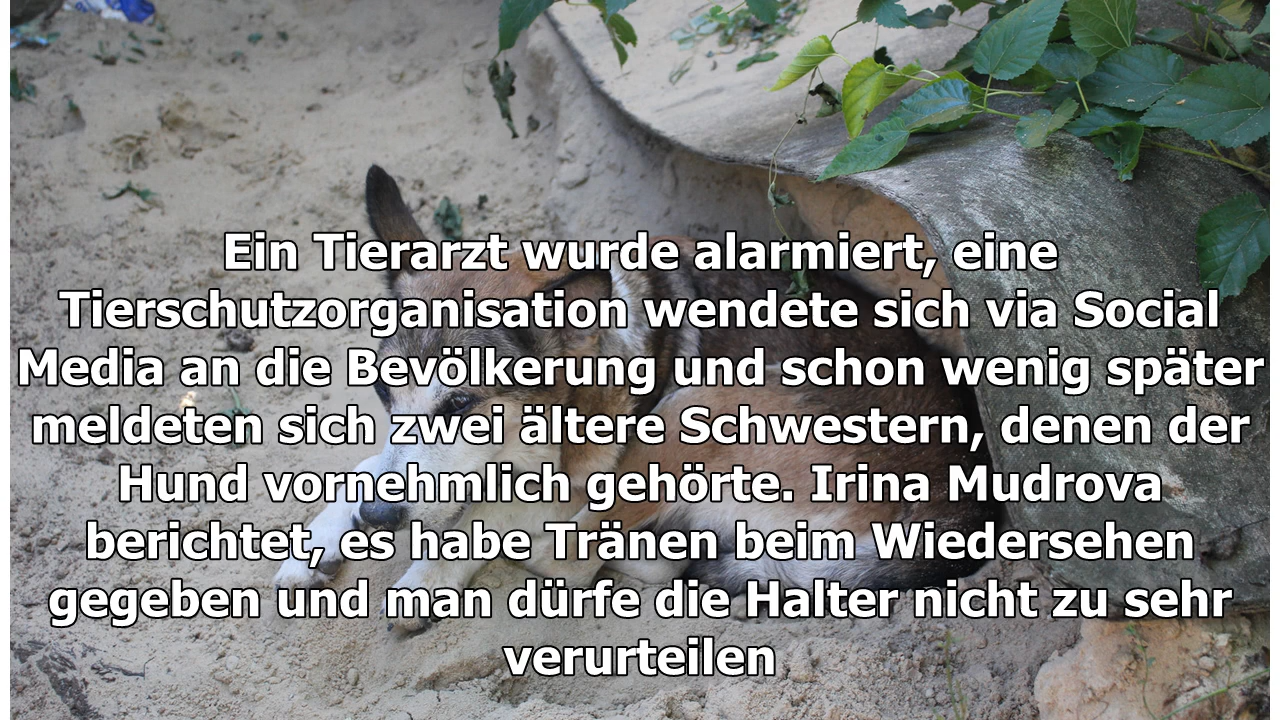 Ein Tierarzt wurde alarmiert, eine
Tierschutzorganisation wendete sich via Social
Media an die Bevölkerung und schon wenig später
meldeten sich zwei ältere Schwestern, denen der
Hund vornehmlich gehörte. Irina Mudrova
berichtet, es habe Tränen beim Wiedersehen
gegeben und man dürfe die Halter nicht zu sehr
verurteilen